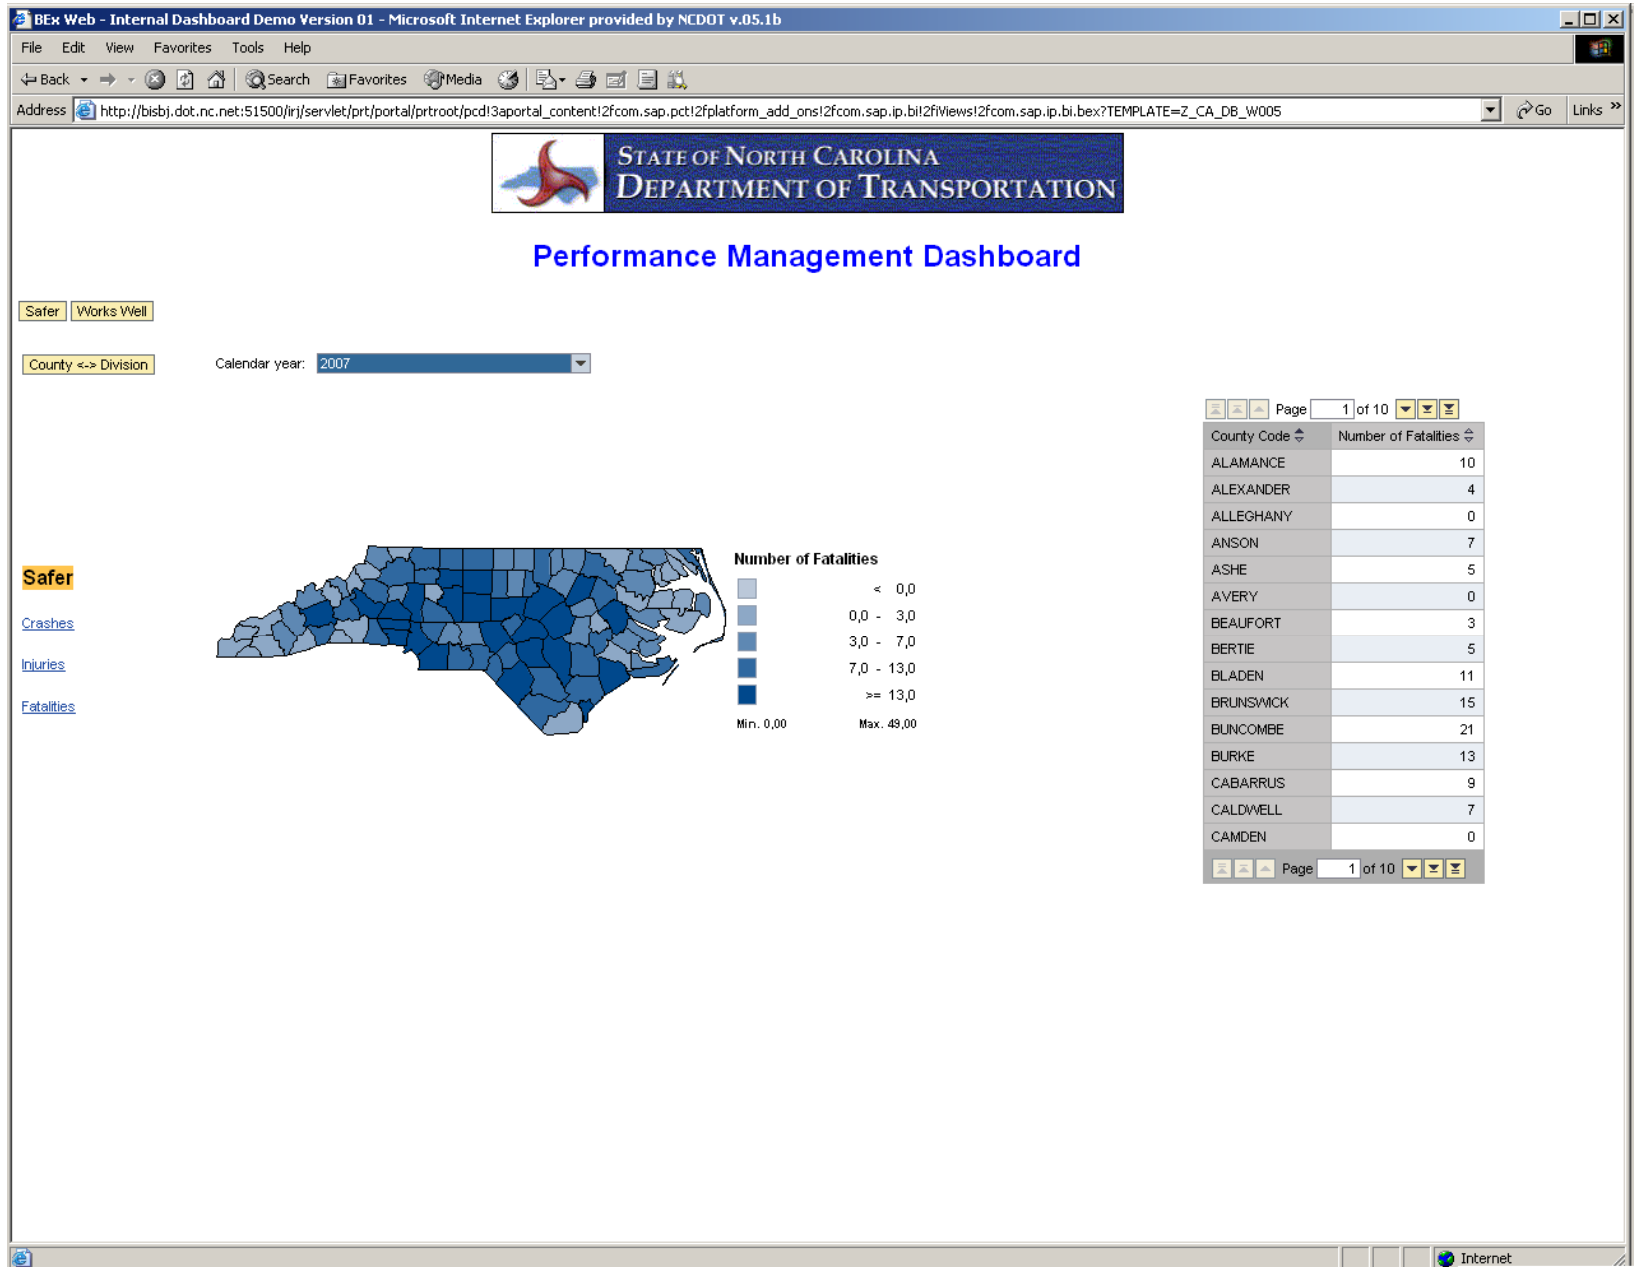 BEx Web - Internal Dashboard Demo Version 01 - Microsoft Internet Explorer provided by NCDOT v.05.1b
File Edit View Favorites Tools Help
Back Search Favorites Media
Address http://bisbj.dot.nc.net:51500/irj/servlet/prt/portal/prtroot/pcd!3aportal_content!2fcom.sap.pct!2fplatform_add_ons!2fcom.sap.ip.bi!2fiViews!2fcom.sap.ip.bi.bex?TEMPLATE=Z_CA_DB_W005 Go Links »
STATE OF NORTH CAROLINA
DEPARTMENT OF TRANSPORTATION
Performance Management Dashboard
Safer Works Well
County <-> Division Calendar year: 2007
Safer
Crashes
Injuries
Fatalities
Number of Fatalities
< 0,0
0,0 - 3,0
3,0 - 7,0
7,0 - 13,0
>= 13,0
Min. 0,00 Max. 49,00
Page 1 of 10
County Code Number of Fatalities
ALAMANCE 10
ALEXANDER 4
ALLEGHANY 0
ANSON 7
ASHE 5
AVERY 0
BEAUFORT 3
BERTIE 5
BLADEN 11
BRUNSWICK 15
BUNCOMBE 21
BURKE 13
CABARRUS 9
CALDWELL 7
CAMDEN 0
Page 1 of 10
Internet